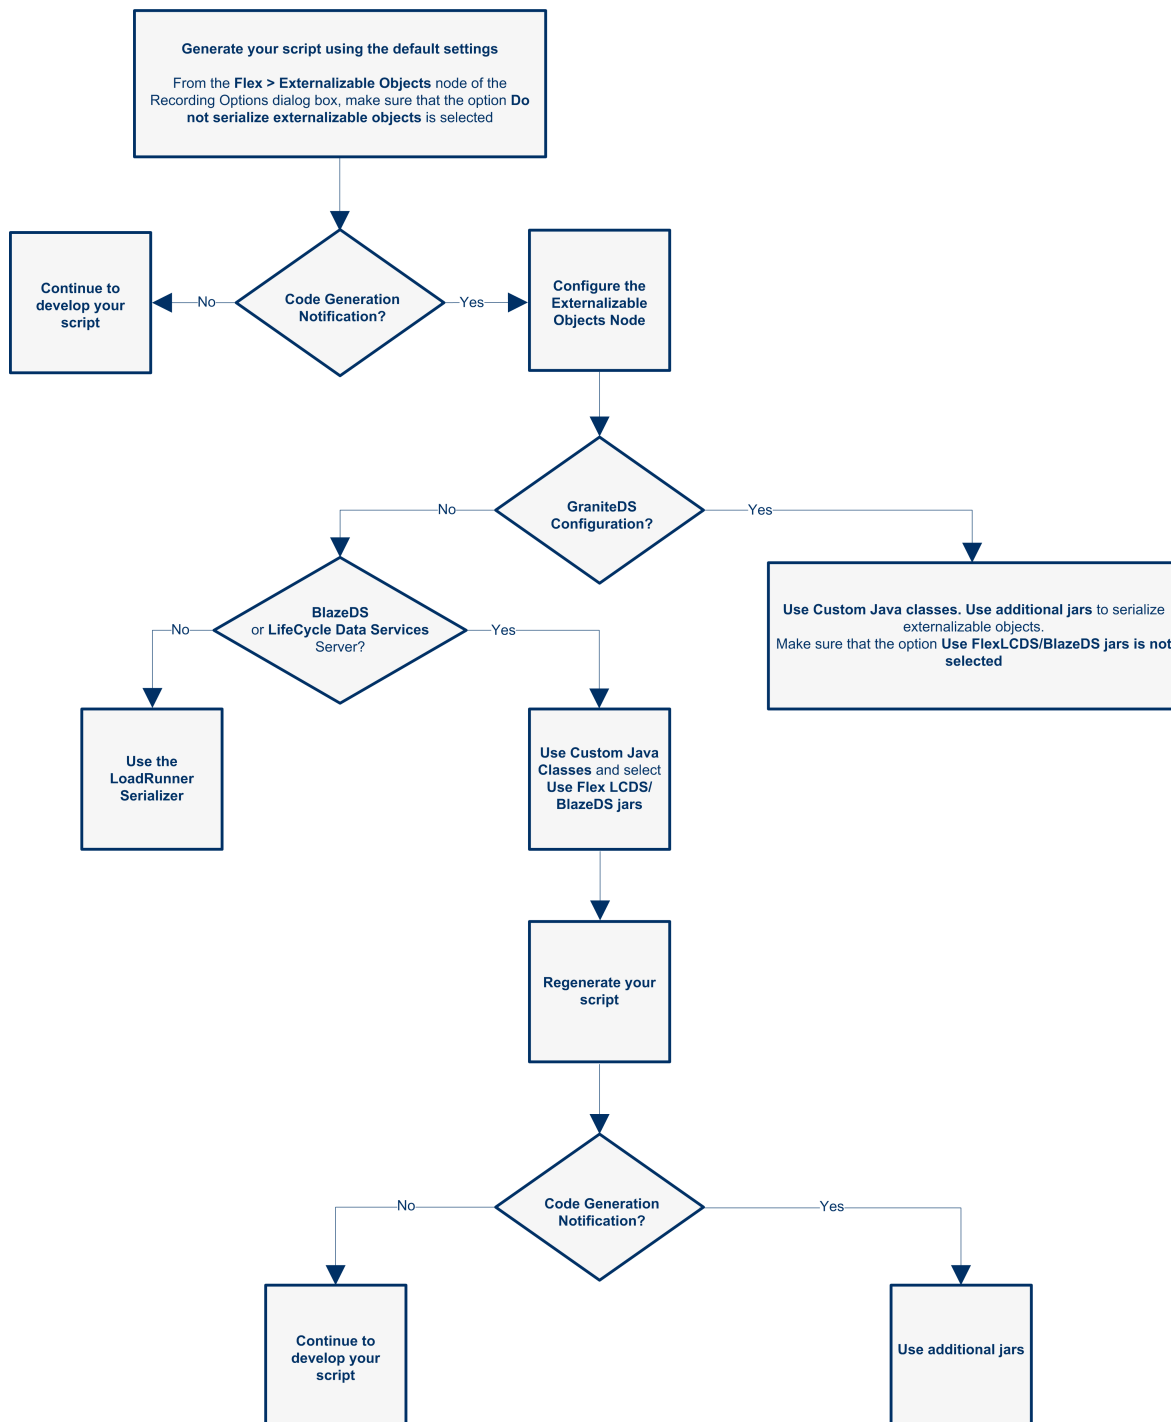 Generate your script using the default settings
From the Flex > Externalizable Objects node of the
Recording Options dialog box, make sure that the option Do
not serialize externalizable objects is selected
Continue to
develop your
script
No
Code Generation
Notification?
Yes
Configure the
Externalizable
Objects Node
No
GraniteDS
Configuration?
Yes
No
BlazeDS
or LifeCycle Data Services
Server?
Yes
Use Custom Java classes. Use additional jars to serialize
externalizable objects.
Make sure that the option Use FlexLCDS/BlazeDS jars is not
selected
Use the
LoadRunner
Serializer
Use Custom Java
Classes and select
Use Flex LCDS/
BlazeDS jars
Regenerate your
script
No
Code Generation
Notification?
Yes
Continue to
develop your
script
Use additional jars